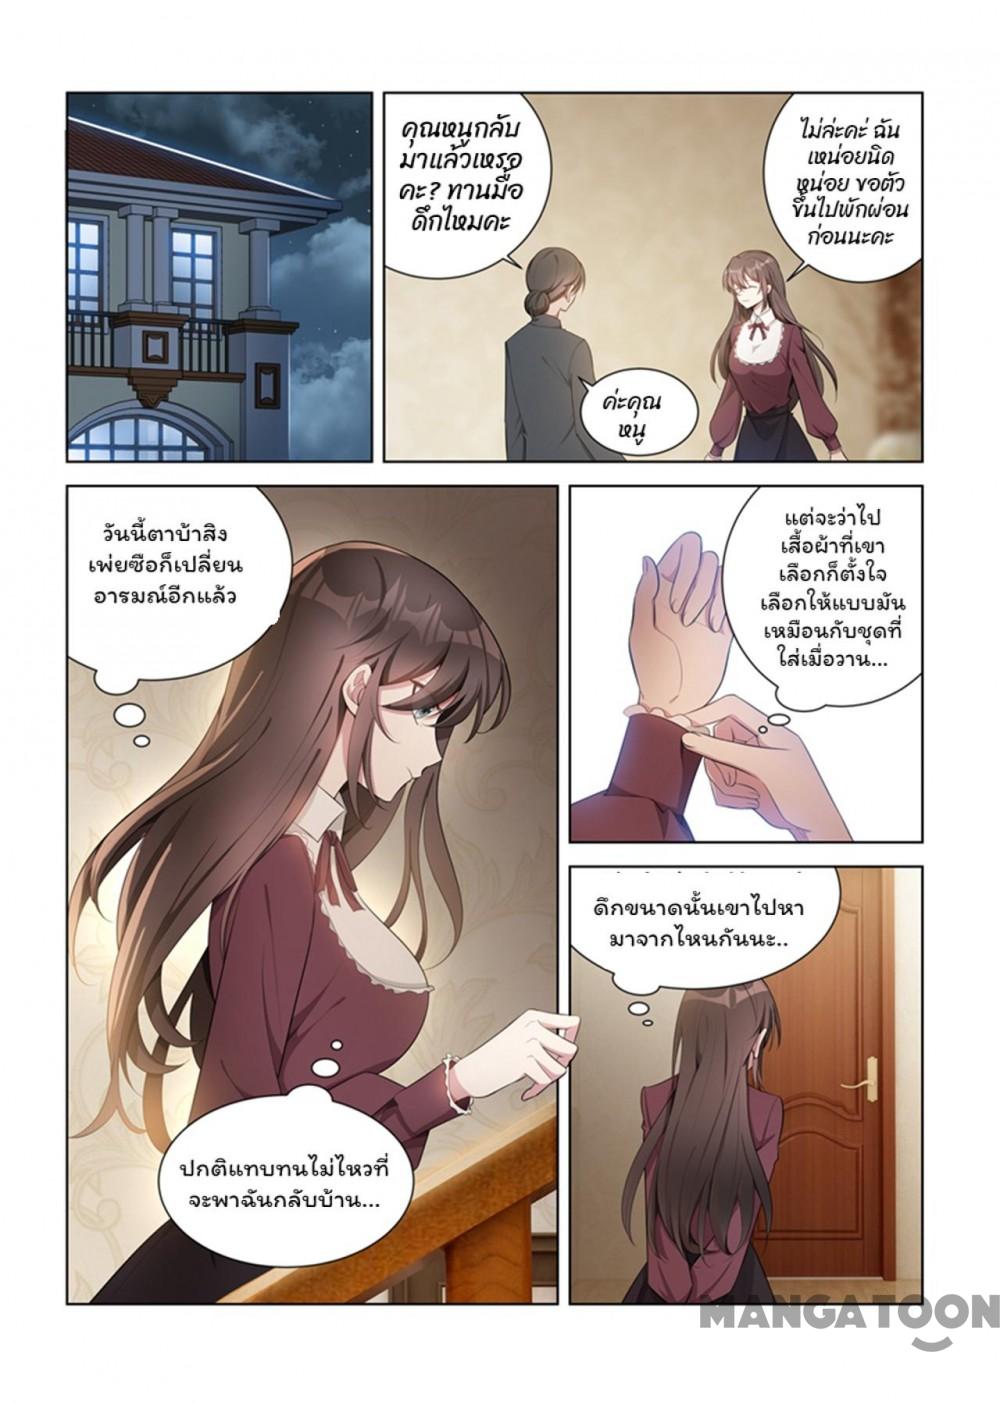 คุณหนูกลับ
มาแล้วเหรอ
คะ? ทานมื้อ
ดึกไหมคะ
ไม่ล่ะค่ะ ฉัน
เหน่อยนิด
หน่อย ขอตัว
ขึ้นไปพักผ่อน
ก่อนนะคะ
ค่ะคุณ
หนู
วันนี้ตาบ้าสิง
เพ่ยซือก็เปลี่ยน
อารมณ์อีกแล้ว
แต่จะว่าไป
เสื้อผ้าที่เขา
เลือกก็ตั้งใจ
เลือกให้แบบมัน
เหมือนกับชุดที่
ใส่เมื่อวาน...
ปกติแทบทนไม่ไหวที่
จะพาฉันกลับบ้าน...
ดึกขนาดนั้นเขาไปหา
มาจากไหนกันนะ..
MANGATOON